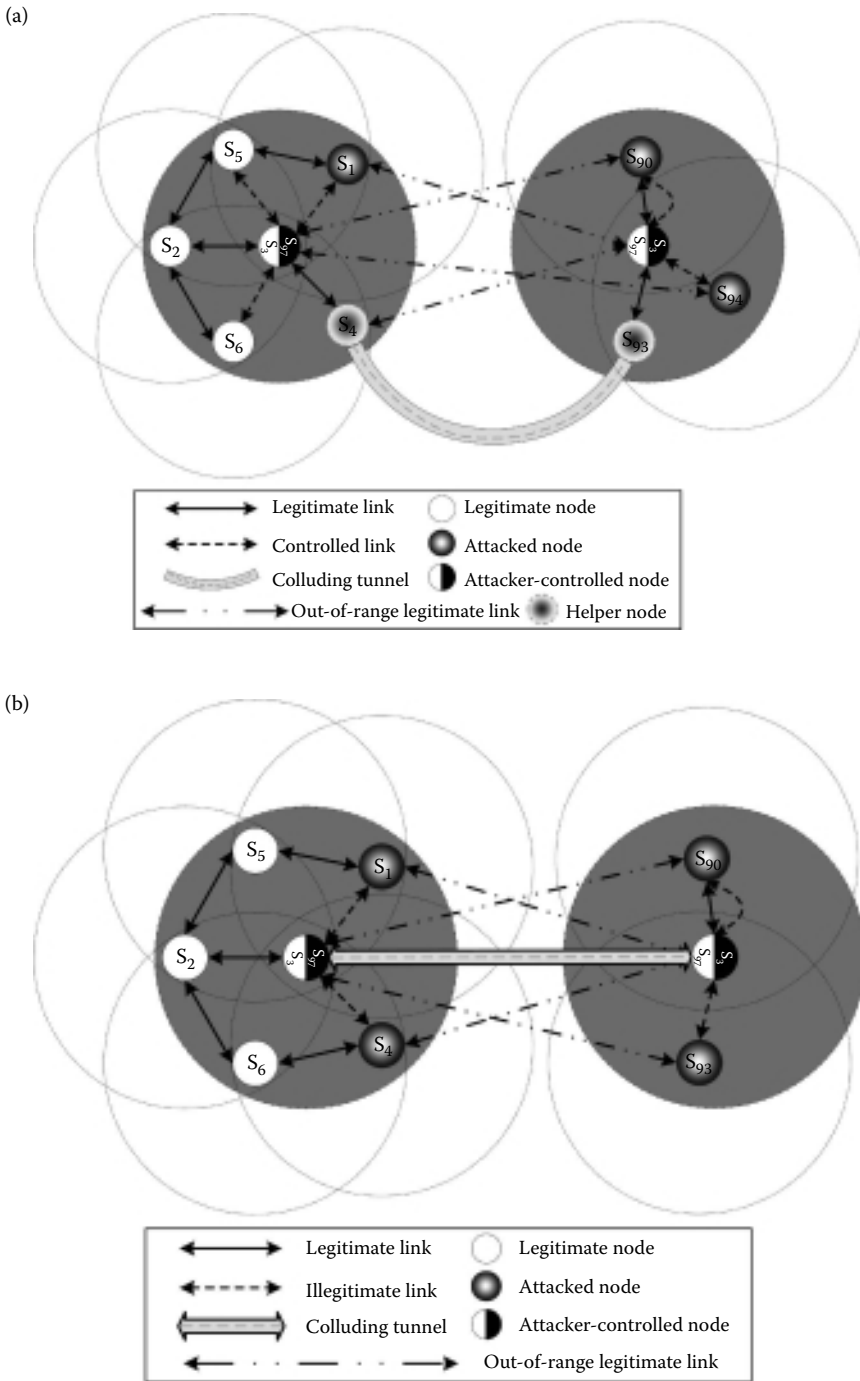 (a)
S5
S1
S2
S3
S97
S6
S4
S90
S97
S3
S94
S93
Legitimate link
Legitimate node
Controlled link
Attacked node
Colluding tunnel
Attacker-controlled node
Out-of-range legitimate link
Helper node
(b)
S5
S1
S2
S3
S97
S6
S4
S90
S97
S3
S93
Legitimate link
Legitimate node
Illegitimate link
Attacked node
Colluding tunnel
Attacker-controlled node
Out-of-range legitimate link